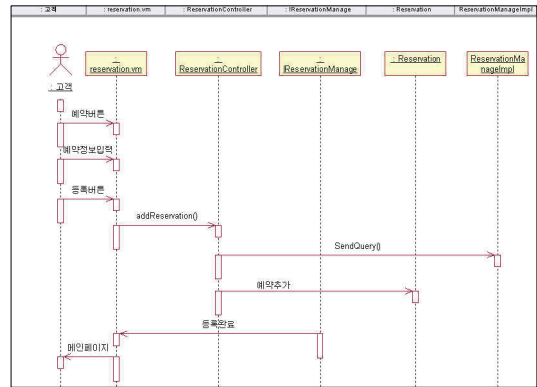 : 고객 : reservation.vm : ReservationController : IReservationManage : Reservation ReservationManageImpl
: 고객
:
reservation.vm
:
ReservationController
:
IReservationManage
: Reservation
ReservationMa
nageImpl
예약버튼
예약정보입력
등록버튼
addReservation()
SendQuery()
예약추가
등록완료
메인페이지